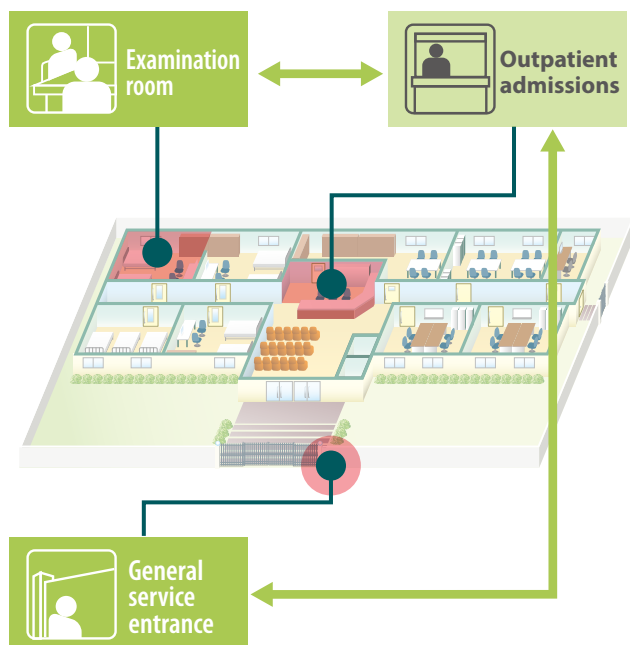 Examination
room
Outpatient
admissions
General
service
entrance